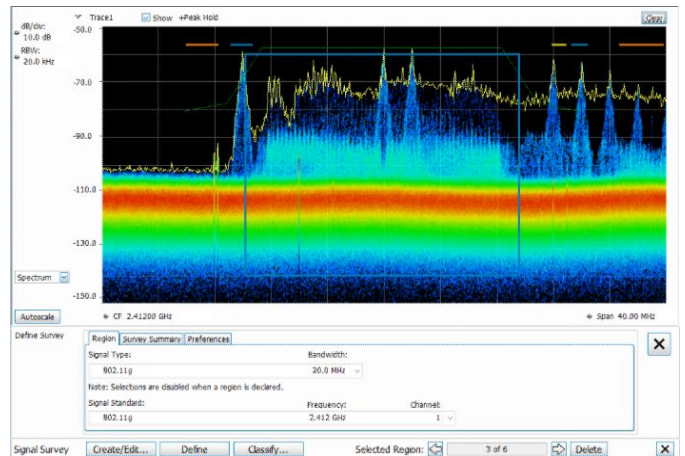 Trace1 Show +Peak Hold Clear
dB/div:
10.0 dB
RBW:
20.0 kHz
-50.0
-70.0
-90.0
-110.0
-130.0
-150.0
Spectrum
Autoscale CF 2.41200 GHz Span 40.00 MHz
Define Survey
Region Survey Summary Preferences
Signal Type: Bandwidth:
802.11g 20.0 MHz
Note: Selections are disabled when a region is declared.
Signal Standard: Frequency: Channel:
802.11g 2.412 GHz 1
Signal Survey Create/Edit... Define Classify... Selected Region: 3 of 6 Delete